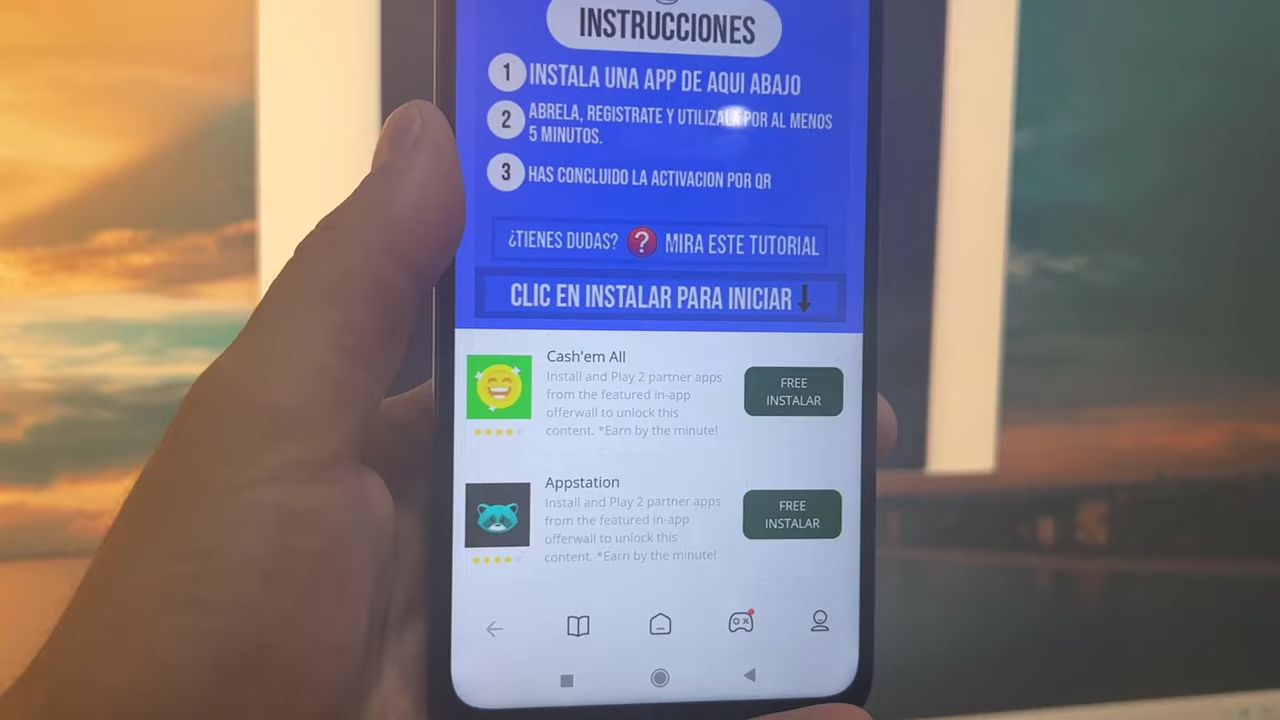 INSTRUCCIONES
1 INSTALA UNA APP DE AQUI ABAJO
2 ABRELA, REGISTRATE Y UTILIZALA POR AL MENOS
5 MINUTOS.
3 HAS CONCLUIDO LA ACTIVACION POR QR
¿TIENES DUDAS? ❓ MIRA ESTE TUTORIAL
CLIC EN INSTALAR PARA INICIAR
Cash'em All
Install and Play 2 partner apps
from the featured in-app
offerwall to unlock this
content. *Earn by the minute!
FREE
INSTALAR
Appstation
Install and Play 2 partner apps
from the featured in-app
offerwall to unlock this
content. *Earn by the minute!
FREE
INSTALAR